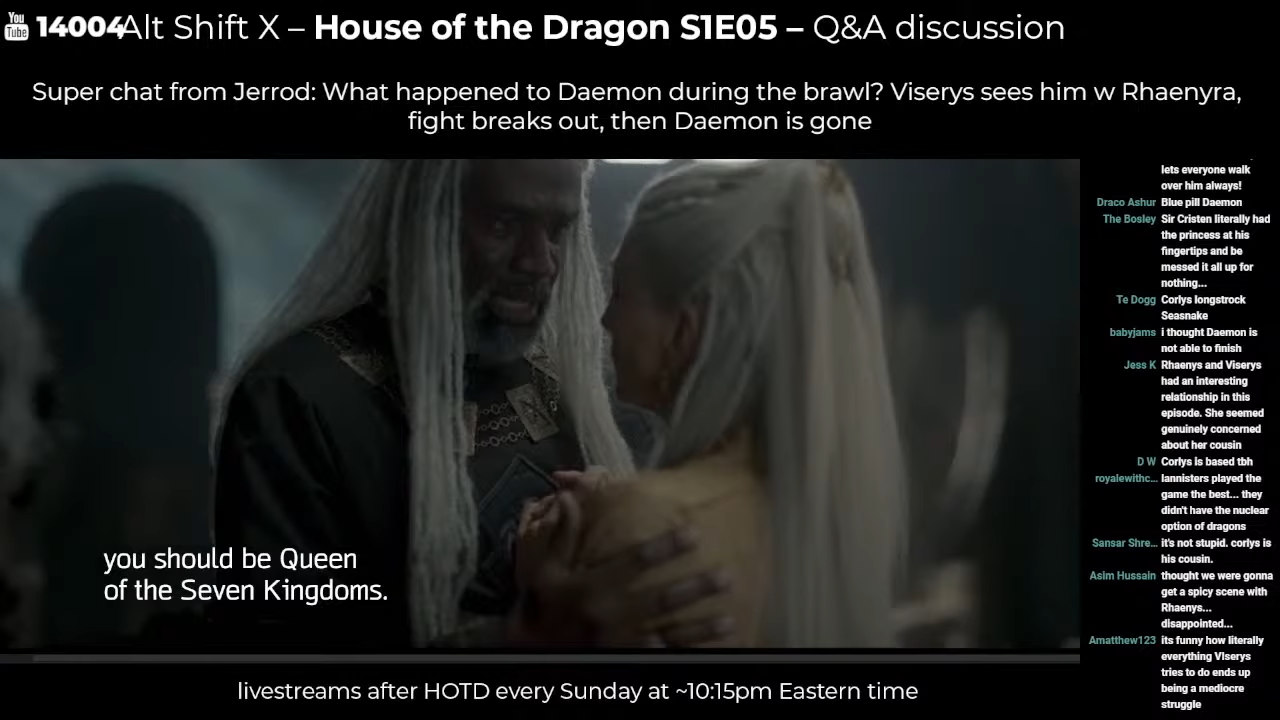 You
Tube
14004
Alt Shift X – House of the Dragon S1E05 – Q&A discussion
Super chat from Jerrod: What happened to Daemon during the brawl? Viserys sees him w Rhaenyra,
fight breaks out, then Daemon is gone
you should be Queen
of the Seven Kingdoms.
lets everyone walk
over him always!
Draco Ashur Blue pill Daemon
The Bosley Sir Cristen literally had
the princess at his
fingertips and be
messed it all up for
nothing...
Te Dogg Corlys longstrock
Seasnake
babyjams i thought Daemon is
not able to finish
Jess K Rhaenys and Viserys
had an interesting
relationship in this
episode. She seemed
genuinely concerned
about her cousin
D W Corlys is based tbh
royalewithc... lannisters played the
game the best... they
didn't have the nuclear
option of dragons
Sansar Shre... it's not stupid. corlys is
his cousin.
Asim Hussain thought we were gonna
get a spicy scene with
Rhaenys...
disappointed...
Amatthew123 its funny how literally
everything VIserys
tries to do ends up
being a mediocre
struggle
livestreams after HOTD every Sunday at ~10:15pm Eastern time